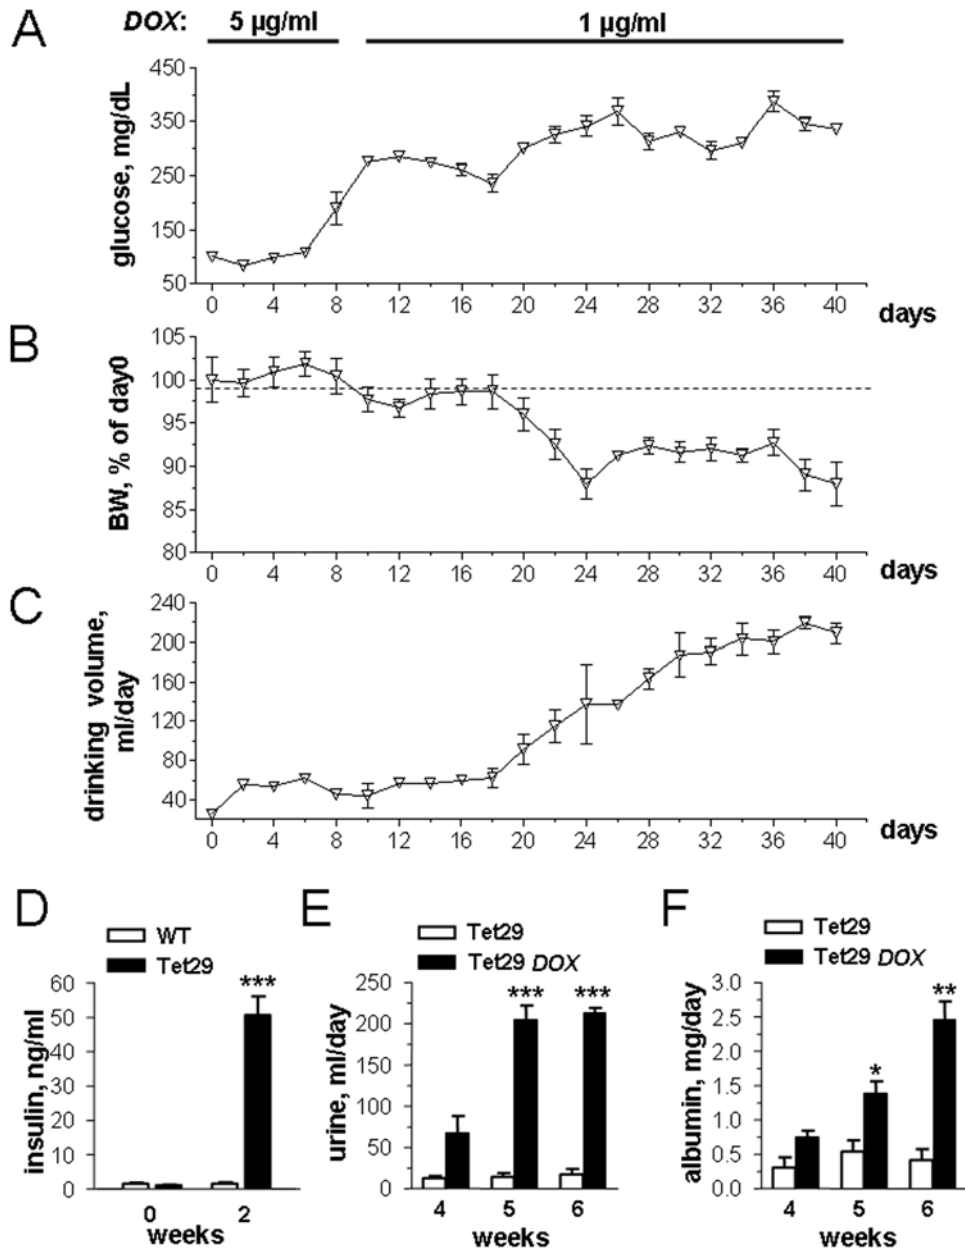 A
DOX: 5 µg/ml 1 µg/ml
glucose, mg/dL
450
350
250
150
50
0 4 8 12 16 20 24 28 32 36 40 days
B
BW, % of day0
105
100
95
90
85
80
0 4 8 12 16 20 24 28 32 36 40 days
C
drinking volume,
ml/day
240
200
160
120
80
40
0 4 8 12 16 20 24 28 32 36 40 days
D
WT
Tet29
insulin, ng/ml
60
50
40
30
20
10
0
***
0 2
weeks
E
Tet29
Tet29 DOX
urine, ml/day
250
200
150
100
50
0
*** ***
4 5 6
weeks
F
Tet29
Tet29 DOX
albumin, mg/day
3.0
2.5
2.0
1.5
1.0
0.5
0.0
* **
4 5 6
weeks